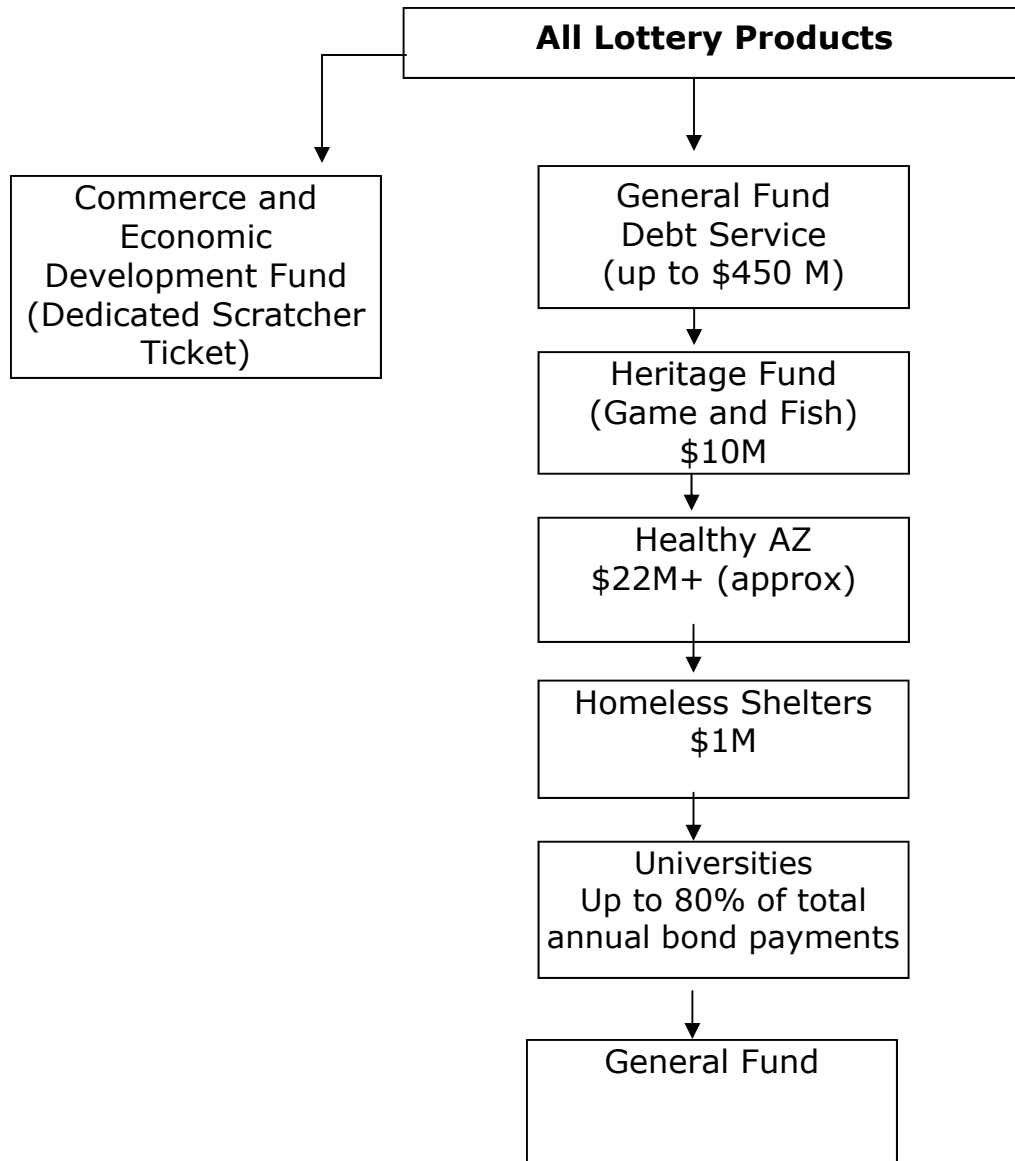 All Lottery Products
Commerce and
Economic
Development Fund
(Dedicated Scratcher
Ticket)
General Fund
Debt Service
(up to $450 M)
Heritage Fund
(Game and Fish)
$10M
Healthy AZ
$22M+ (approx)
Homeless Shelters
$1M
Universities
Up to 80% of total
annual bond payments
General Fund